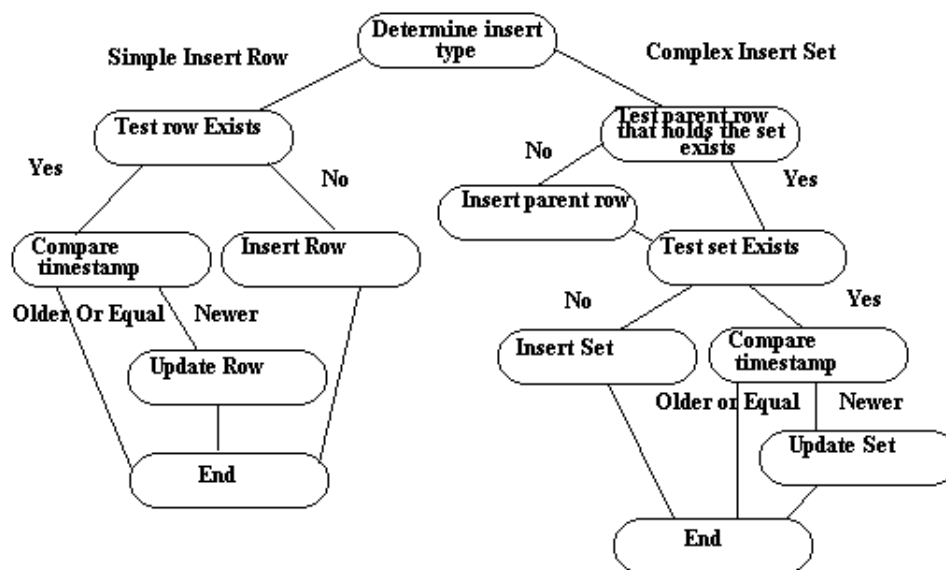 Determine insert
type
Simple Insert Row
Complex Insert Set
Test row Exists
Test parent row
that holds the set
exists
Yes
No
No
Yes
Insert parent row
Compare
timestamp
Insert Row
Test set Exists
Older Or Equal
Newer
No
Yes
Update Row
Insert Set
Compare
timestamp
Older or Equal
Newer
End
Update Set
End